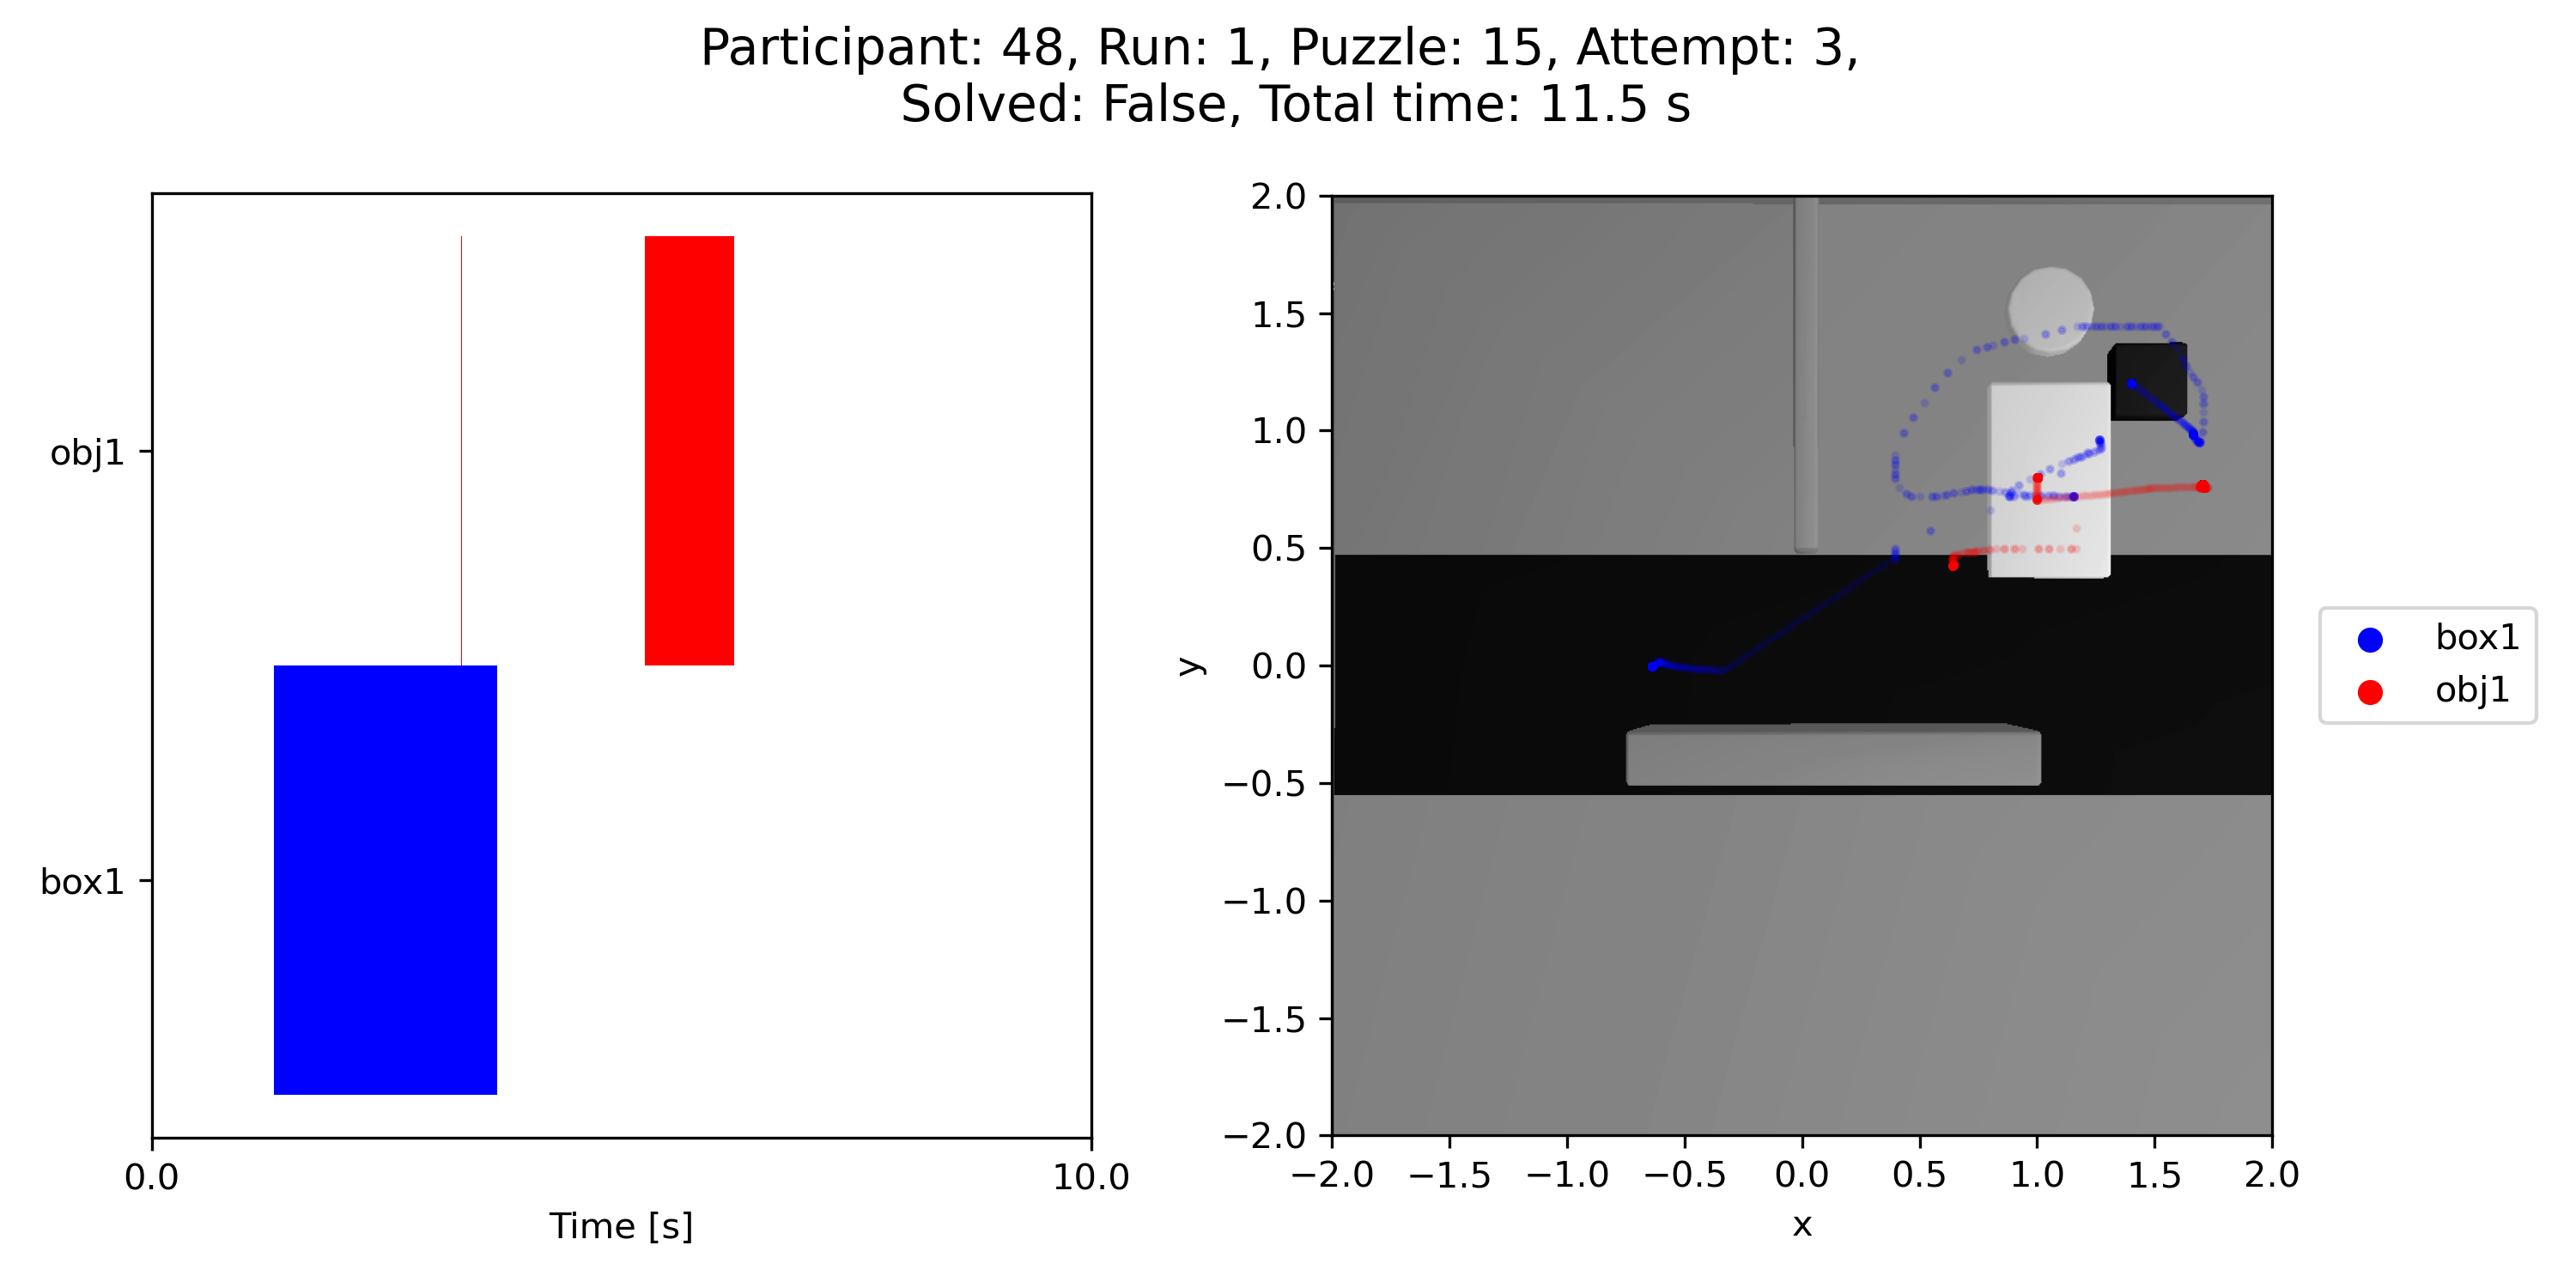 Participant: 48, Run: 1, Puzzle: 15, Attempt: 3,
Solved: False, Total time: 11.5 s
obj1
box1
0.0 10.0
Time [s]
2.0
1.5
1.0
0.5
0.0
−0.5
−1.0
−1.5
−2.0
y
−2.0 −1.5 −1.0 −0.5 0.0 0.5 1.0 1.5 2.0
x
box1
obj1